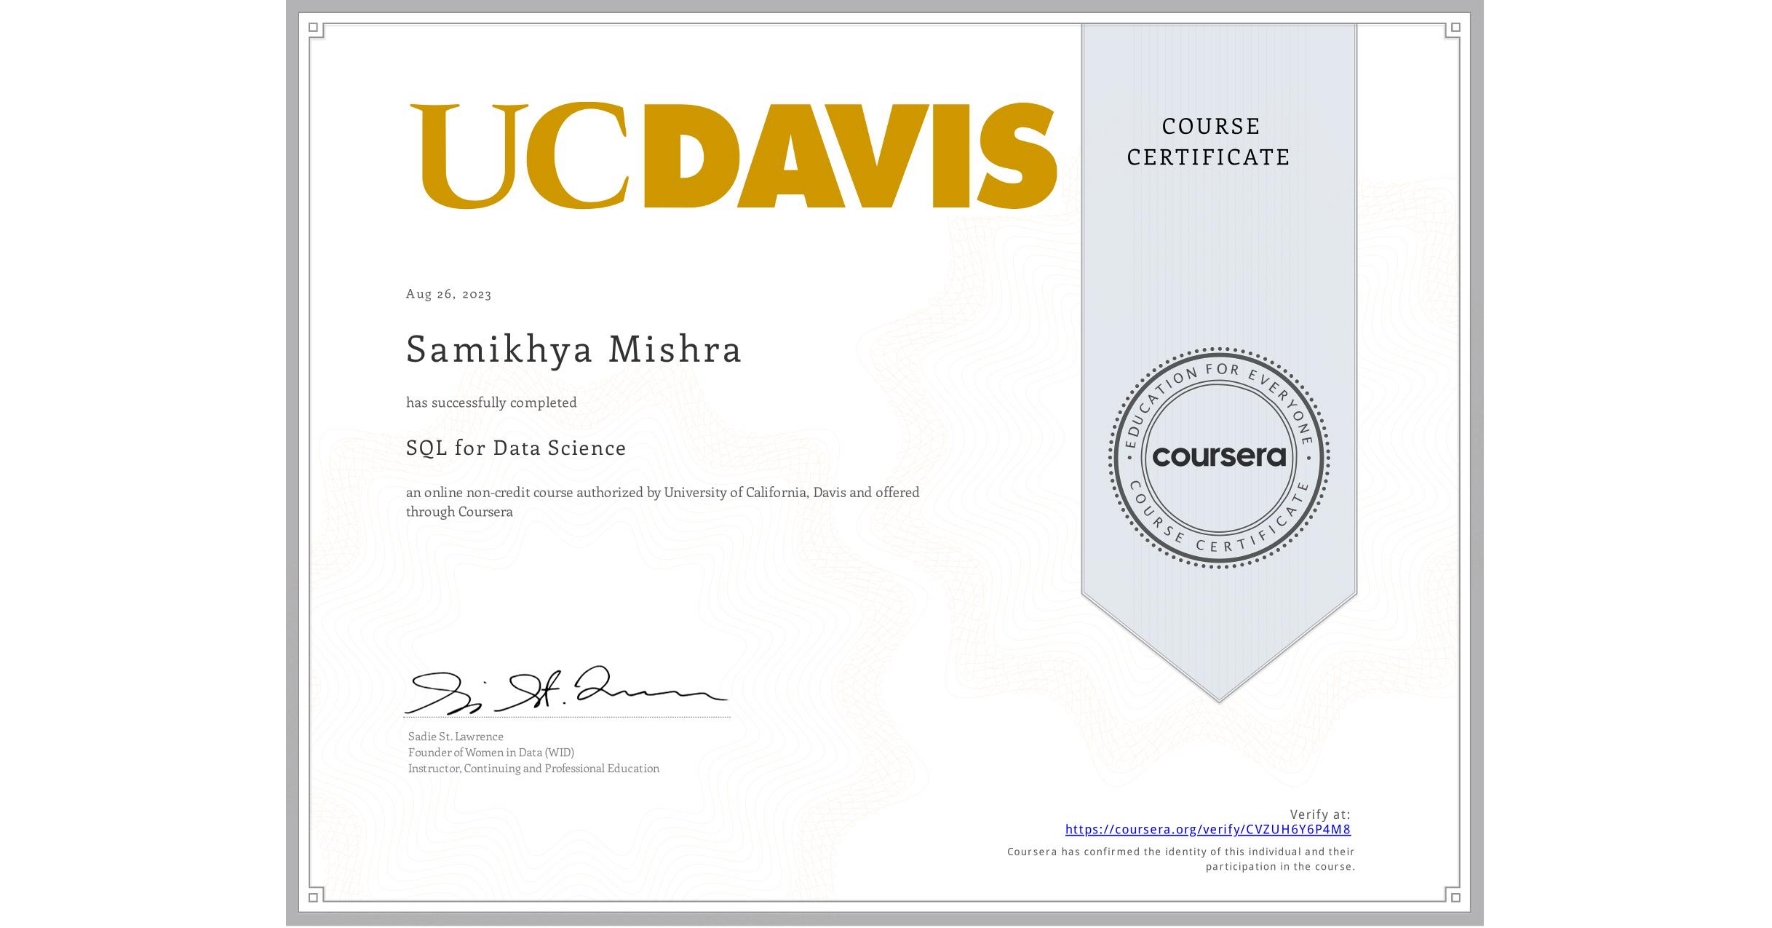 UCDAVIS
COURSE
CERTIFICATE
Aug 26, 2023
Samikhya Mishra
has successfully completed
SQL for Data Science
an online non-credit course authorized by University of California, Davis and offered
through Coursera
EDUCATION FOR EVERYONE
coursera
COURSE CERTIFICATE
Sadie St. Lawrence
Founder of Women in Data (WID)
Instructor, Continuing and Professional Education
Verify at:
https://coursera.org/verify/CVZUH6Y6P4M8
Coursera has confirmed the identity of this individual and their
participation in the course.